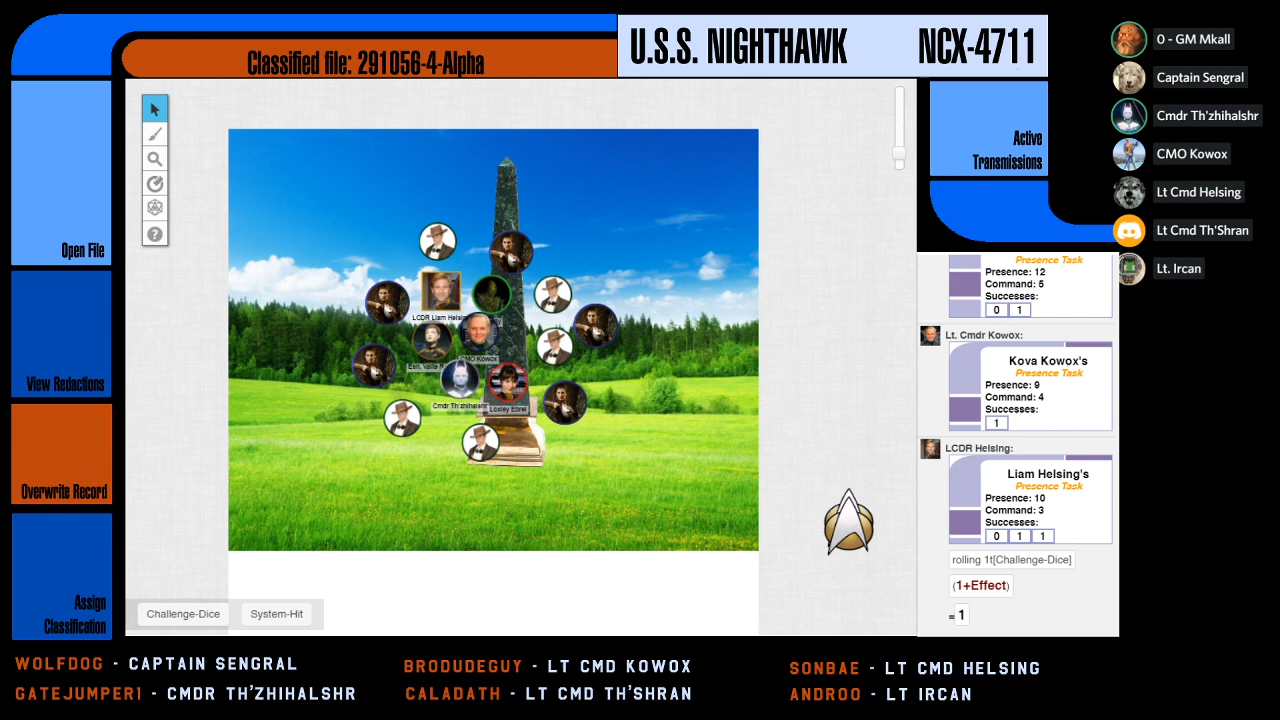 Classified file: 291056-4-Alpha
U.S.S. NIGHTHAWK
NCX-4711
Open File
View Redactions
Overwrite Record
Assign
Classification
Active
Transmissions
0 - GM Mkall
Captain Sengral
Cmdr Th'zhihalshr
CMO Kowox
Lt Cmd Helsing
Lt Cmd Th'Shran
Lt. Ircan
LCDR Liam Helsin
CMO Kowox
Cmdr Th'zhihalshr
Loxley Ebrel
Presence Task
Presence: 12
Command: 5
Successes:
0 1
Lt. Cmdr Kowox:
Kova Kowox's
Presence Task
Presence: 9
Command: 4
Successes:
1
LCDR Helsing:
Liam Helsing's
Presence Task
Presence: 10
Command: 3
Successes:
0 1 1
rolling 1t[Challenge-Dice]
(1+Effect)
=1
Challenge-Dice
System-Hit
WOLFDOG - CAPTAIN SENGRAL
BRODUDEGUY - LT CMD KOWOX
SONBAE - LT CMD HELSING
GATEJUMPER1 - CMDR TH'ZHIHALSHR
CALADATH - LT CMD TH'SHRAN
ANDROO - LT IRCAN